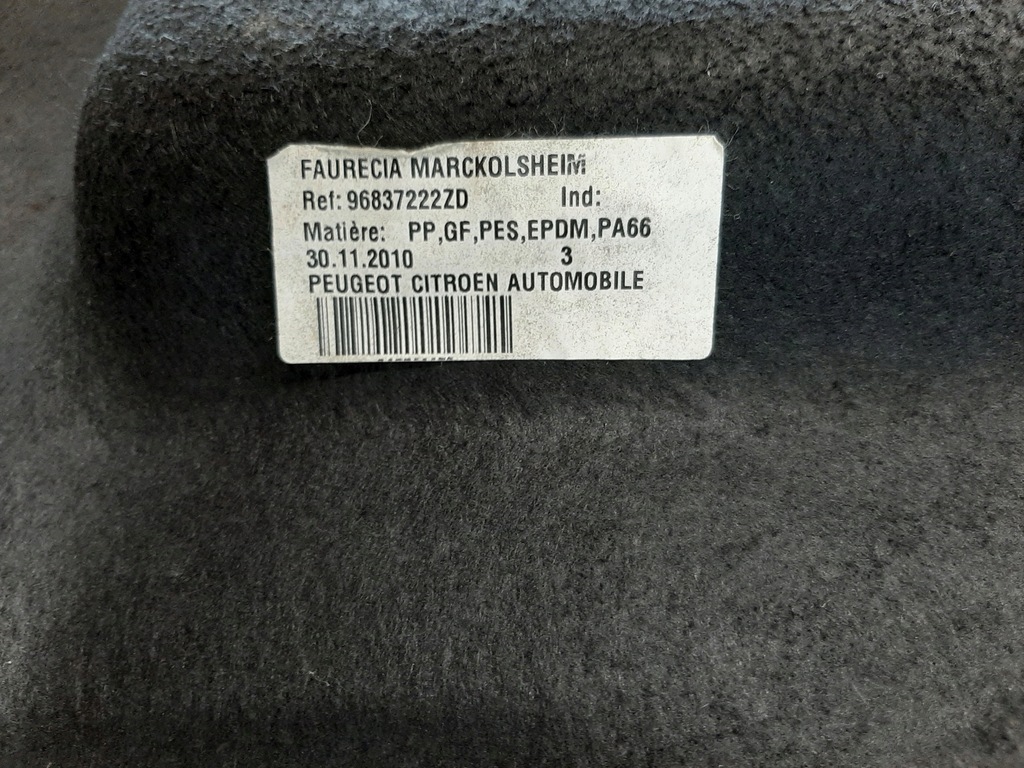 FAURECIA MARCKOLSHEIM
Ref: 96837222ZD Ind:
Matière: PP,GF,PES,EPDM,PA66
30.11.2010 3
PEUGEOT CITROEN AUTOMOBILE